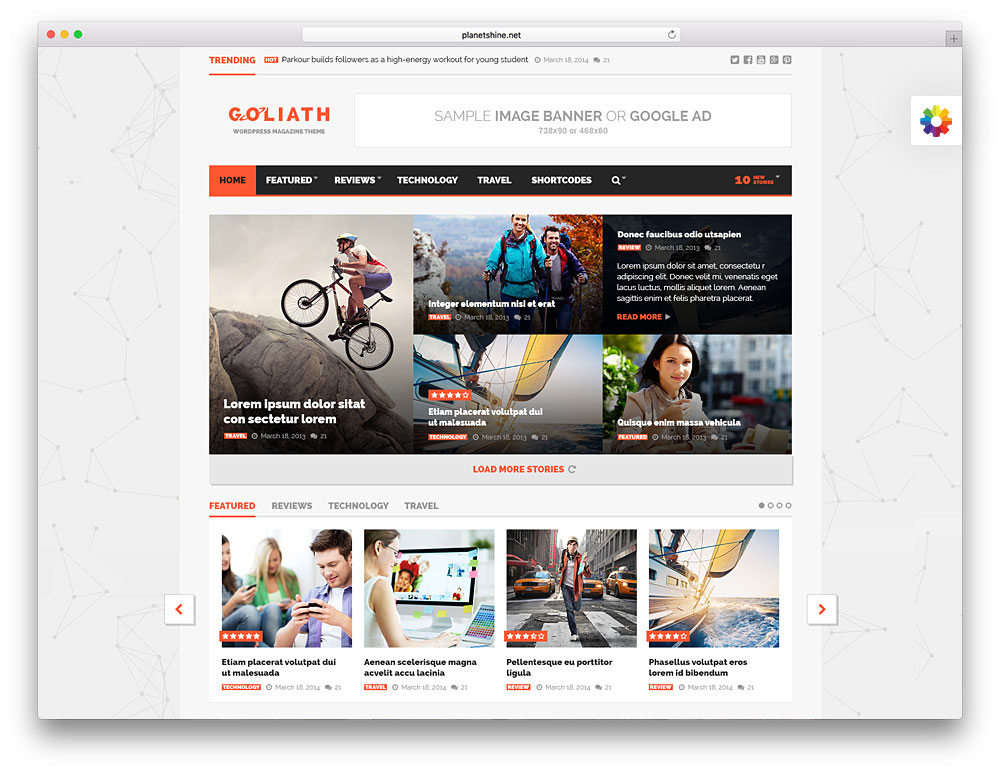 planetshine.net
TRENDING HOT Parkour builds followers as a high-energy workout for young student March 18, 2014 21
GOLIATH
WORDPRESS MAGAZINE THEME
SAMPLE IMAGE BANNER OR GOOGLE AD
728x90 or 468x60
HOME FEATURED REVIEWS TECHNOLOGY TRAVEL SHORTCODES 10 NEW STORIES
Lorem ipsum dolor sitat
con sectetur lorem
TRAVEL March 18, 2013 21
Integer elementum nisl et erat
TRAVEL March 18, 2013 21
Donec faucibus odio utsapien
REVIEW March 18, 2013 21
Lorem ipsum dolor sit amet, consectetu r
adipiscing elit. Donec velit mi, venenatis eget
lacus luctus, mollis aliquet lorem. Aenean
sagittis enim et felis pharetra placerat.
READ MORE
Etiam placerat volutpat dui
ut malesuada
TECHNOLOGY March 18, 2013 21
Quisque enim massa vehicula
FEATURED March 18, 2013 21
LOAD MORE STORIES
FEATURED REVIEWS TECHNOLOGY TRAVEL
Etiam placerat volutpat dui
ut malesuada
TECHNOLOGY March 18, 2014 21
Aenean scelerisque magna
acvelit accu lacinia
TRAVEL March 18, 2014 21
Pellentesque eu porttitor
ligula
REVIEW March 18, 2014 21
Phasellus volutpat eros
lorem id bibendum
REVIEW March 18, 2014 21